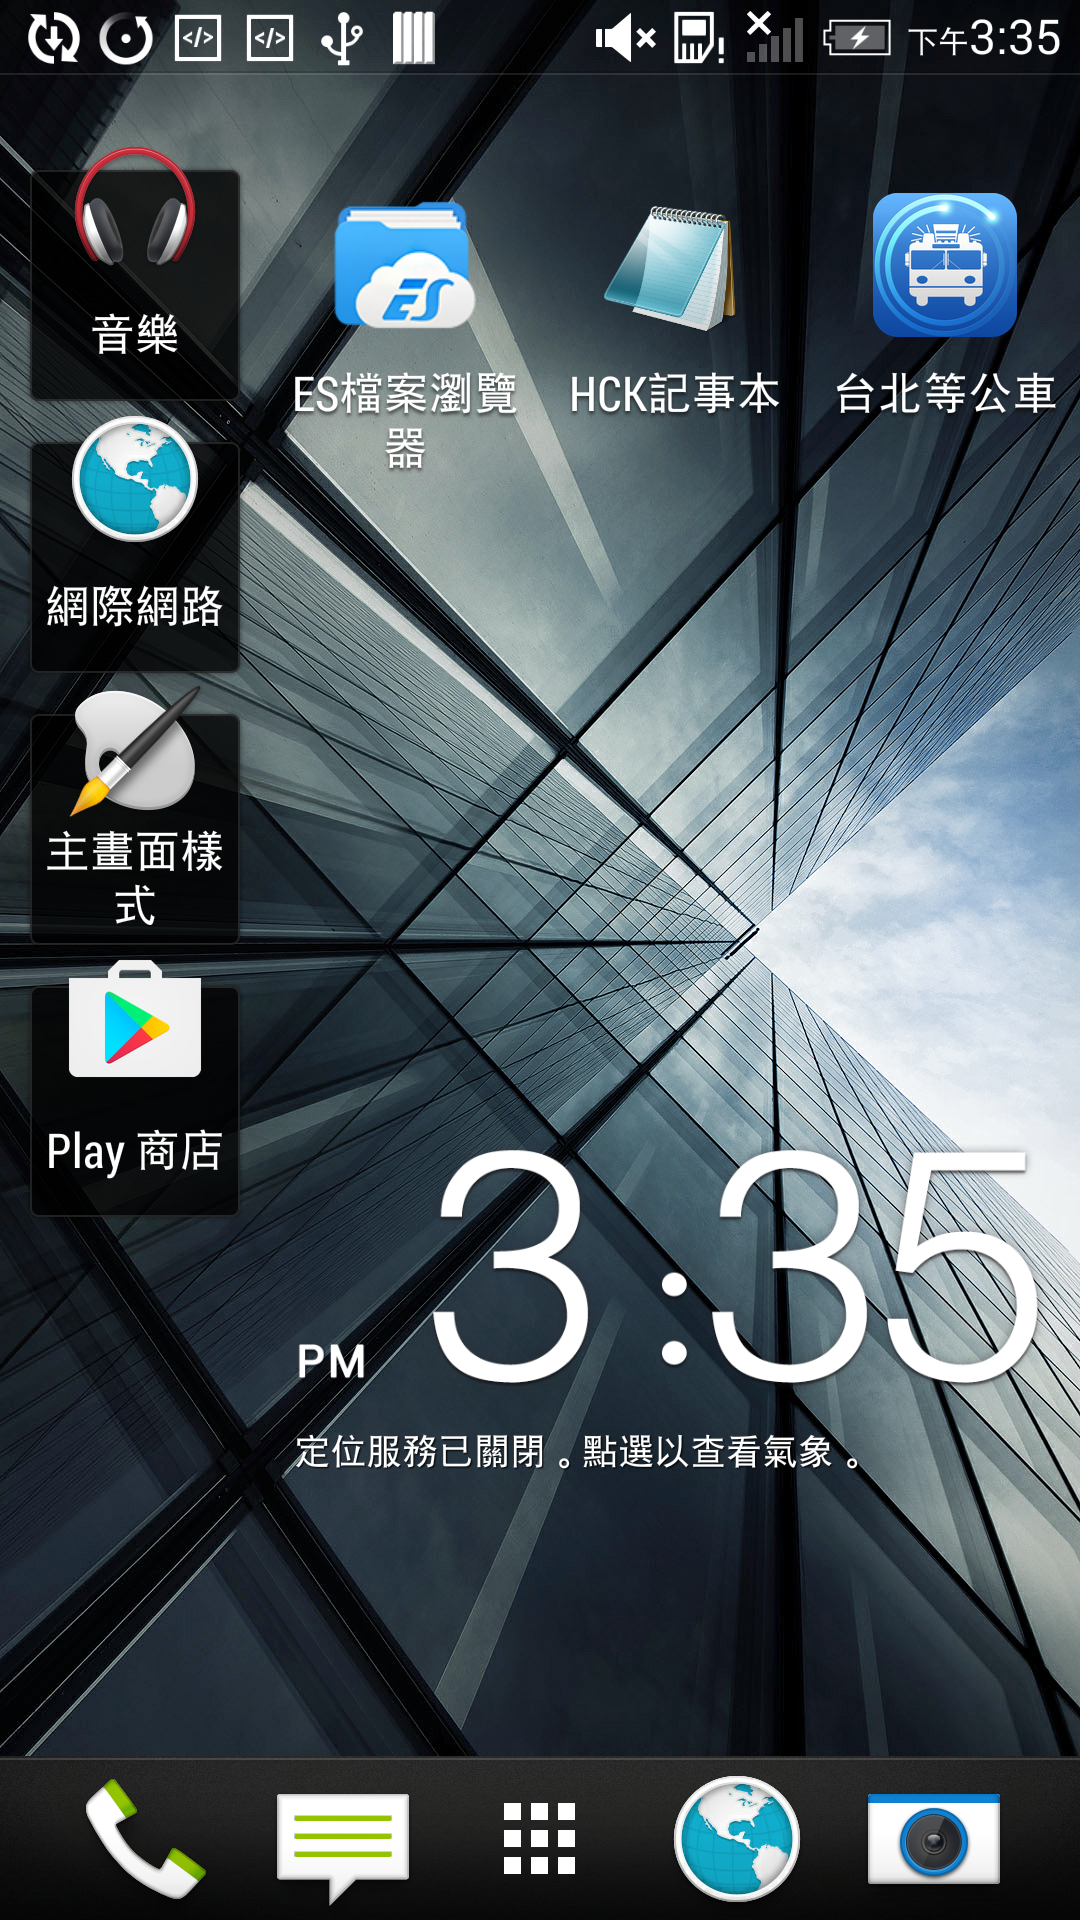 下午3:35
音樂
ES檔案瀏覽
器
HCK記事本
台北等公車
網際網路
主畫面樣
式
Play 商店
PM 3:35
定位服務已關閉。點選以查看氣象。